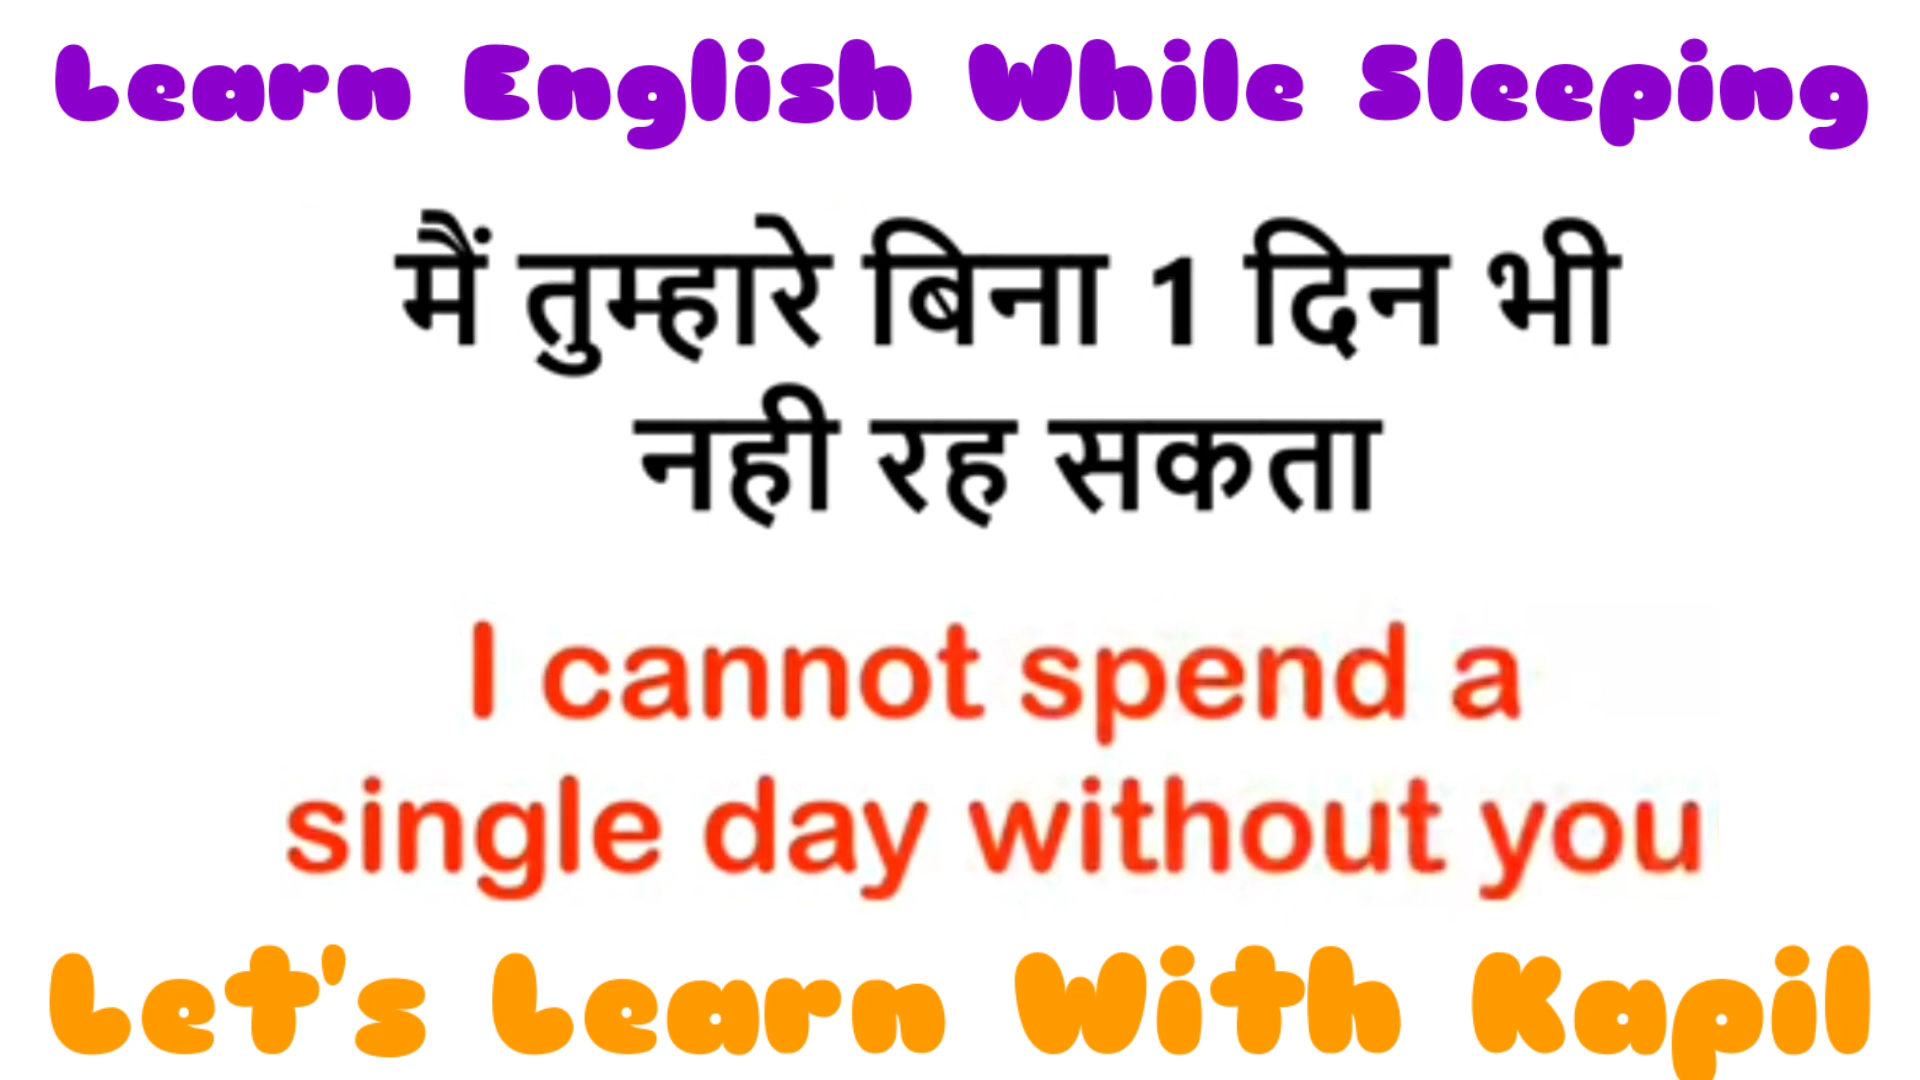 Learn English While Sleeping
मैं तुम्हारे बिना 1 दिन भी
नही रह सकता
I cannot spend a
single day without you
Let's Learn With Kapil